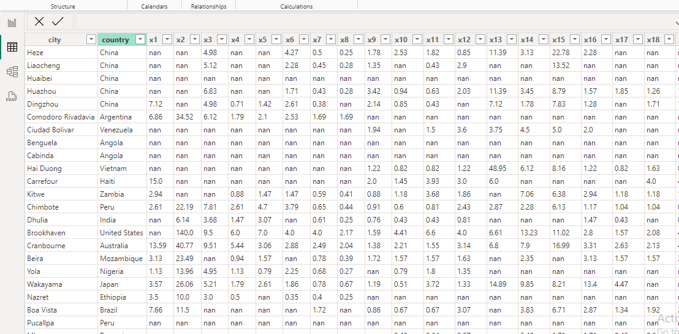 Structure Calendars Relationships Calculations
city country x1 x2 x3 x4 x5 x6 x7 x8 x9 x10 x11 x12 x13 x14 x15 x16 x17 x18
Heze China nan nan 4.98 nan nan 4.27 0.5 0.25 1.78 2.53 1.82 0.85 11.39 3.13 22.78 2.28 nan nan
Liaocheng China nan nan 5.12 nan nan 2.28 0.45 0.28 1.35 nan 0.43 2.9 nan nan 13.52 nan nan nan
Huaibei China nan nan nan nan nan nan nan nan nan nan nan nan nan nan nan nan nan nan
Huazhou China nan nan 6.83 nan nan 1.71 0.43 0.28 3.42 0.94 0.63 2.03 11.39 3.45 8.79 1.57 1.85 1.26
Dingzhou China 7.12 nan 4.98 0.71 1.42 2.61 0.38 nan 2.14 0.85 0.43 nan 7.12 1.78 7.83 1.28 nan 1.71
Comodoro Rivadavia Argentina 6.86 34.52 6.12 1.79 2.1 2.53 1.69 1.69 nan nan nan nan nan nan nan nan nan nan
Ciudad Bolivar Venezuela nan nan nan nan nan nan nan nan 1.94 nan 1.5 3.6 3.75 4.5 5.0 2.0 nan nan
Benguela Angola nan nan nan nan nan nan nan nan nan nan nan nan nan nan nan nan nan nan
Cabinda Angola nan nan nan nan nan nan nan nan nan nan nan nan nan nan nan nan nan nan
Hai Duong Vietnam nan nan nan nan nan nan nan nan 1.22 0.82 0.82 1.22 48.95 6.12 8.16 1.22 0.82 1.63
Carrefour Haiti 15.0 nan nan nan nan nan nan nan 2.0 1.45 3.93 3.0 6.0 nan nan nan nan 4.0
Kitwe Zambia 2.94 nan nan 0.88 1.47 1.47 0.59 0.41 0.88 1.18 3.68 1.86 nan 7.06 6.38 2.94 1.18 1.18
Chimbote Peru 2.61 22.19 7.81 2.61 4.7 3.79 0.65 0.44 0.91 0.6 0.81 2.43 2.87 2.28 6.13 1.17 1.04 1.04
Dhulia India nan 6.14 3.68 1.47 3.07 nan 0.61 0.25 0.76 0.43 0.43 0.81 nan nan nan 1.47 0.43 nan
Brookhaven United States nan 140.0 9.5 6.0 7.0 4.0 4.0 2.17 1.59 4.41 6.6 4.0 6.61 13.23 11.02 2.8 1.57 2.08
Cranbourne Australia 13.59 40.77 9.51 5.44 3.06 2.88 2.49 2.04 1.38 2.21 1.55 3.14 6.8 7.9 16.99 3.31 2.63 2.13
Beira Mozambique 3.13 23.49 nan 0.94 1.57 nan 0.78 0.39 1.72 1.57 1.57 1.63 nan 2.35 nan 3.13 1.57 1.57
Yola Nigeria 1.13 13.96 4.95 1.13 0.79 2.25 0.68 0.27 nan 0.79 1.8 1.35 nan nan nan nan nan nan
Wakayama Japan 3.57 26.06 5.21 1.79 2.61 1.86 0.78 0.67 1.19 0.51 3.72 1.33 14.89 9.85 8.21 13.4 4.47 nan
Nazret Ethiopia 3.5 10.0 3.0 0.5 nan 0.35 0.4 0.25 nan nan nan nan nan nan nan nan nan nan
Boa Vista Brazil 7.66 11.5 nan nan nan nan 1.72 nan 0.86 0.67 0.67 3.07 nan 3.83 6.71 2.87 1.34 1.92
Pucallpa Peru nan nan nan nan nan nan nan nan nan nan nan nan nan nan nan nan nan